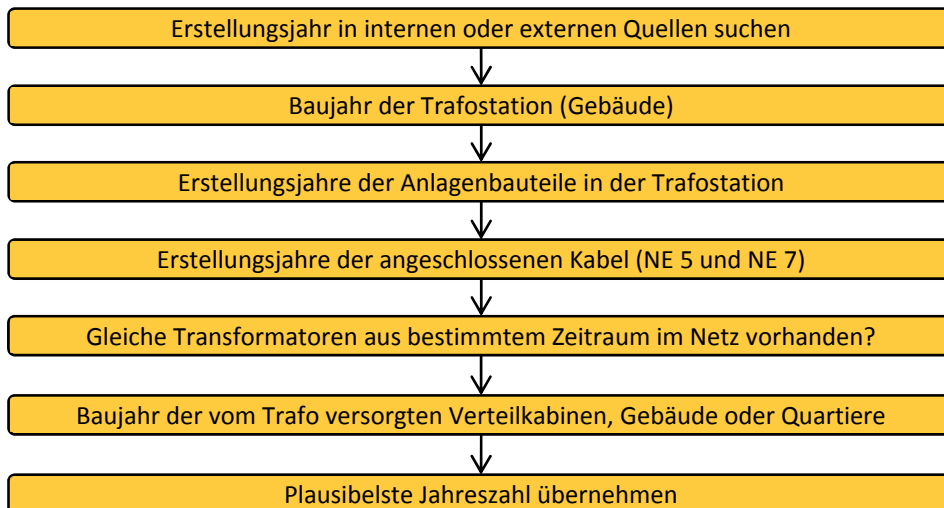 Erstellungsjahr in internen oder externen Quellen suchen
Baujahr der Trafostation (Gebäude)
Erstellungsjahre der Anlagenbauteile in der Trafostation
Erstellungsjahre der angeschlossenen Kabel (NE 5 und NE 7)
Gleiche Transformatoren aus bestimmtem Zeitraum im Netz vorhanden?
Baujahr der vom Trafo versorgten Verteilkabinen, Gebäude oder Quartiere
Plausibelste Jahreszahl übernehmen